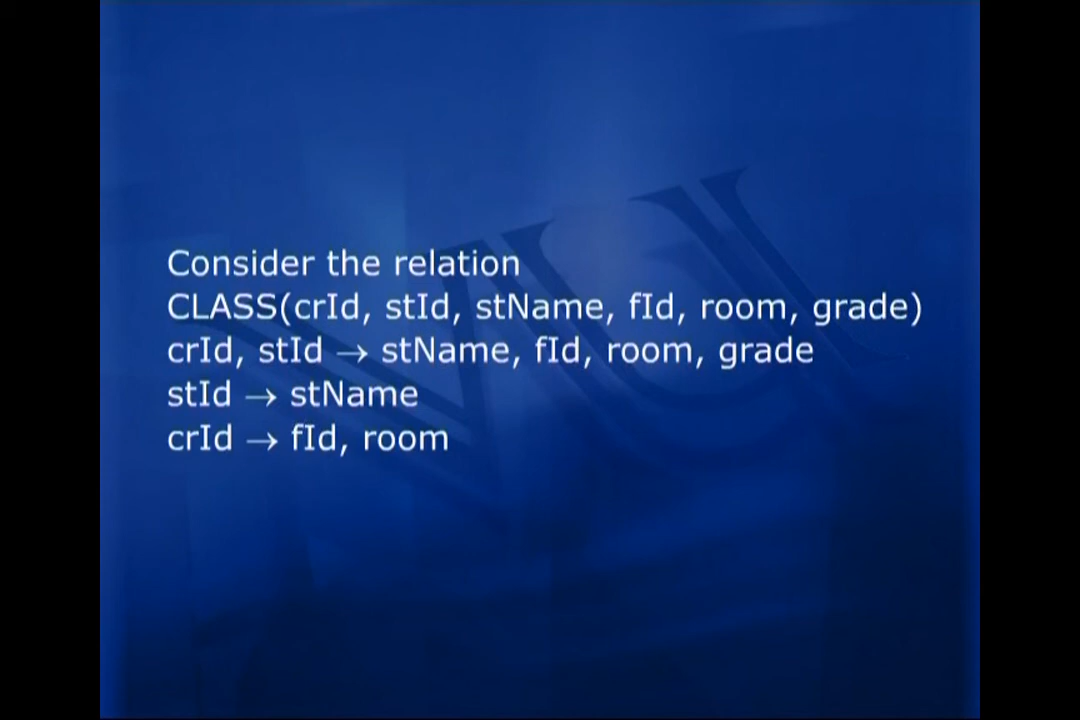 Consider the relation
CLASS(crId, stId, stName, fId, room, grade)
crId, stId → stName, fId, room, grade
stId → stName
crId → fId, room
VU